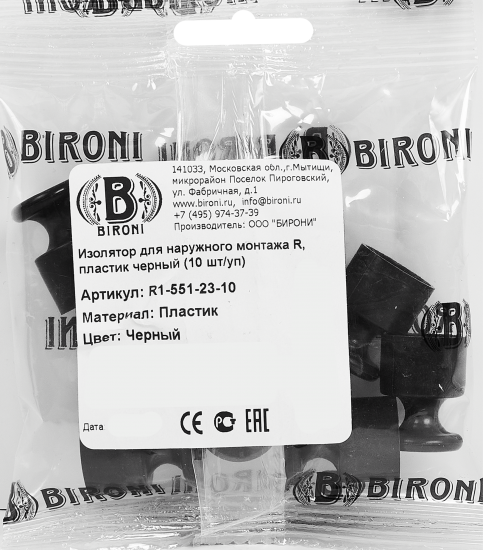 BIRONI
BIRONI
B
BIRONI
141033, Московская обл.,г.Мытищи,
микрорайон Поселок Пироговский,
ул. Фабричная, д.1
www.bironi.ru, info@bironi.ru
+7 (495) 974-37-39
Производитель: ООО "БИРОНИ"
Изолятор для наружного монтажа R,
пластик черный (10 шт/уп)
Артикул: R1-551-23-10
Материал: Пластик
Цвет: Черный
Дата
CE РСТ EAC
BIRONI